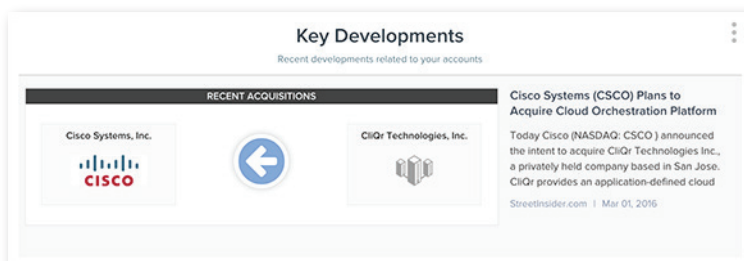 Key Developments
Recent developments related to your accounts
RECENT ACQUISITIONS
Cisco Systems, Inc.
CISCO
CliQr Technologies, Inc.
Cisco Systems (CSCO) Plans to
Acquire Cloud Orchestration Platform
Today Cisco (NASDAQ: CSCO ) announced
the intent to acquire CliQr Technologies Inc.,
a privately held company based in San Jose.
CliQr provides an application-defined cloud
StreetInsider.com | Mar 01, 2016